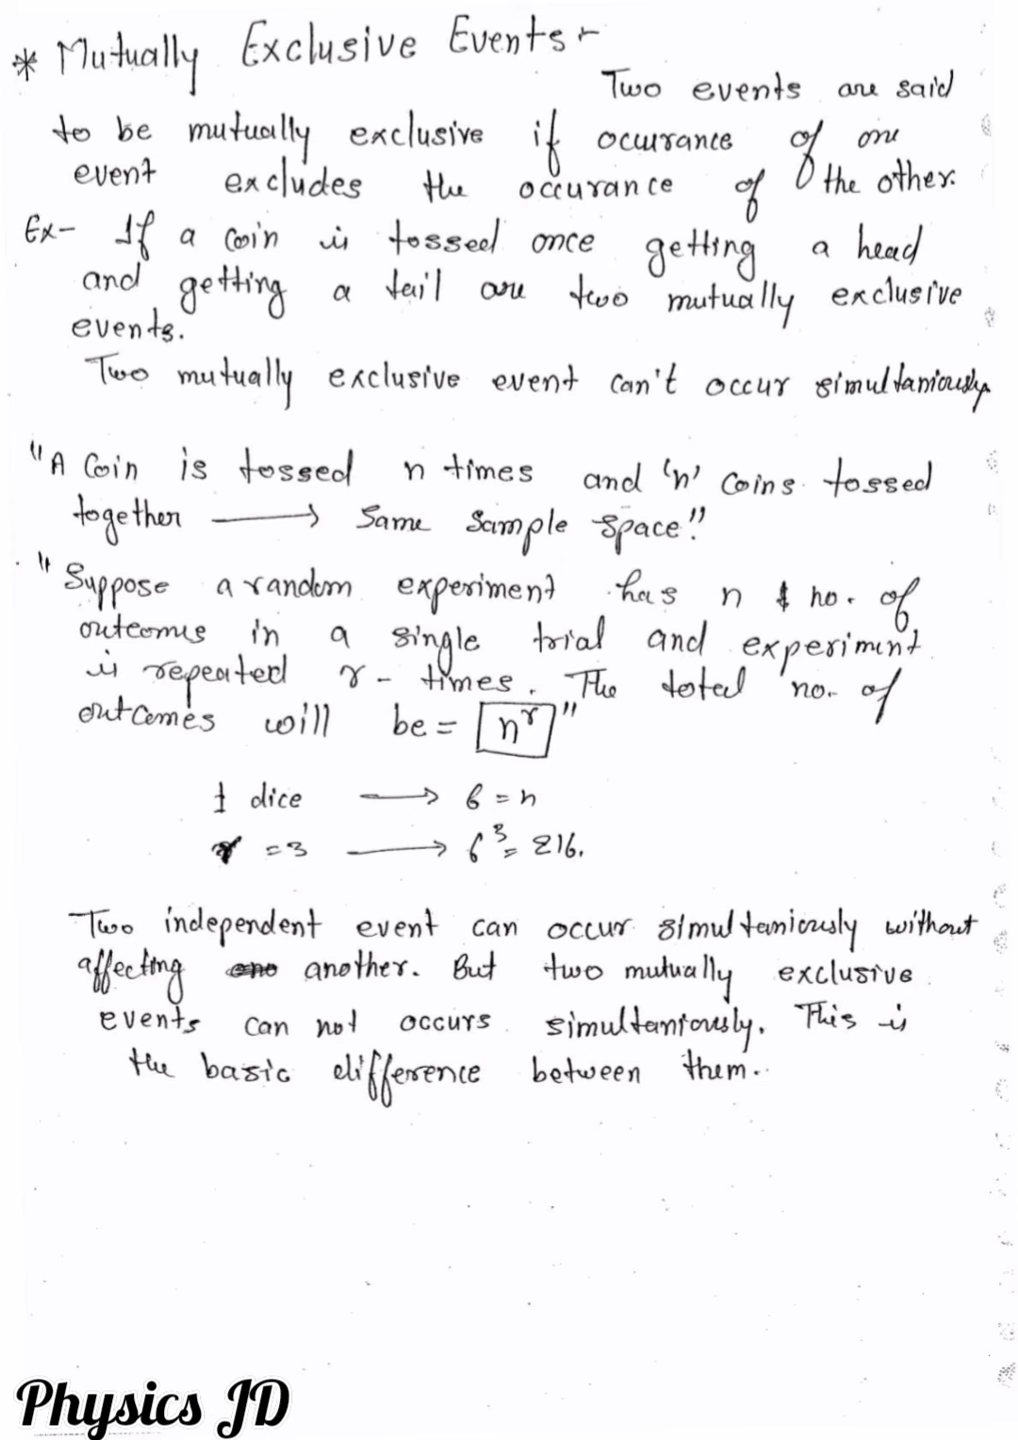 * Mutually Exclusive Events -
Two events are said
to be mutually exclusive if ocurrance of one
event excludes the occurance of the other.
Ex- If a coin is tossed once getting a head
and getting a tail are two mutually exclusive
events.
Two mutually exclusive event can't occur simultaniously
"A Coin is tossed n times and 'n' coins tossed
together ⟶ Same sample space!"
"Suppose a random experiment has n no. of
outcomes in a single trial and experiment
is repeated r - times. The total no. of
outcomes will be = n^r"
1 dice ⟶ 6 = n
r = 3 ⟶ 6^3 = 216.
Two independent event can occur simultaniously without
affecting another. But two mutually exclusive
events can not occurs simultaniously. This is
the basic difference between them.
Physics JD